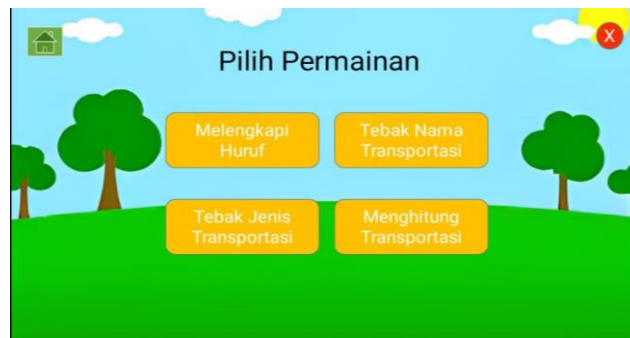 X
Pilih Permainan
Melengkapi
Huruf
Tebak Nama
Transportasi
Tebak Jenis
Transportasi
Menghitung
Transportasi